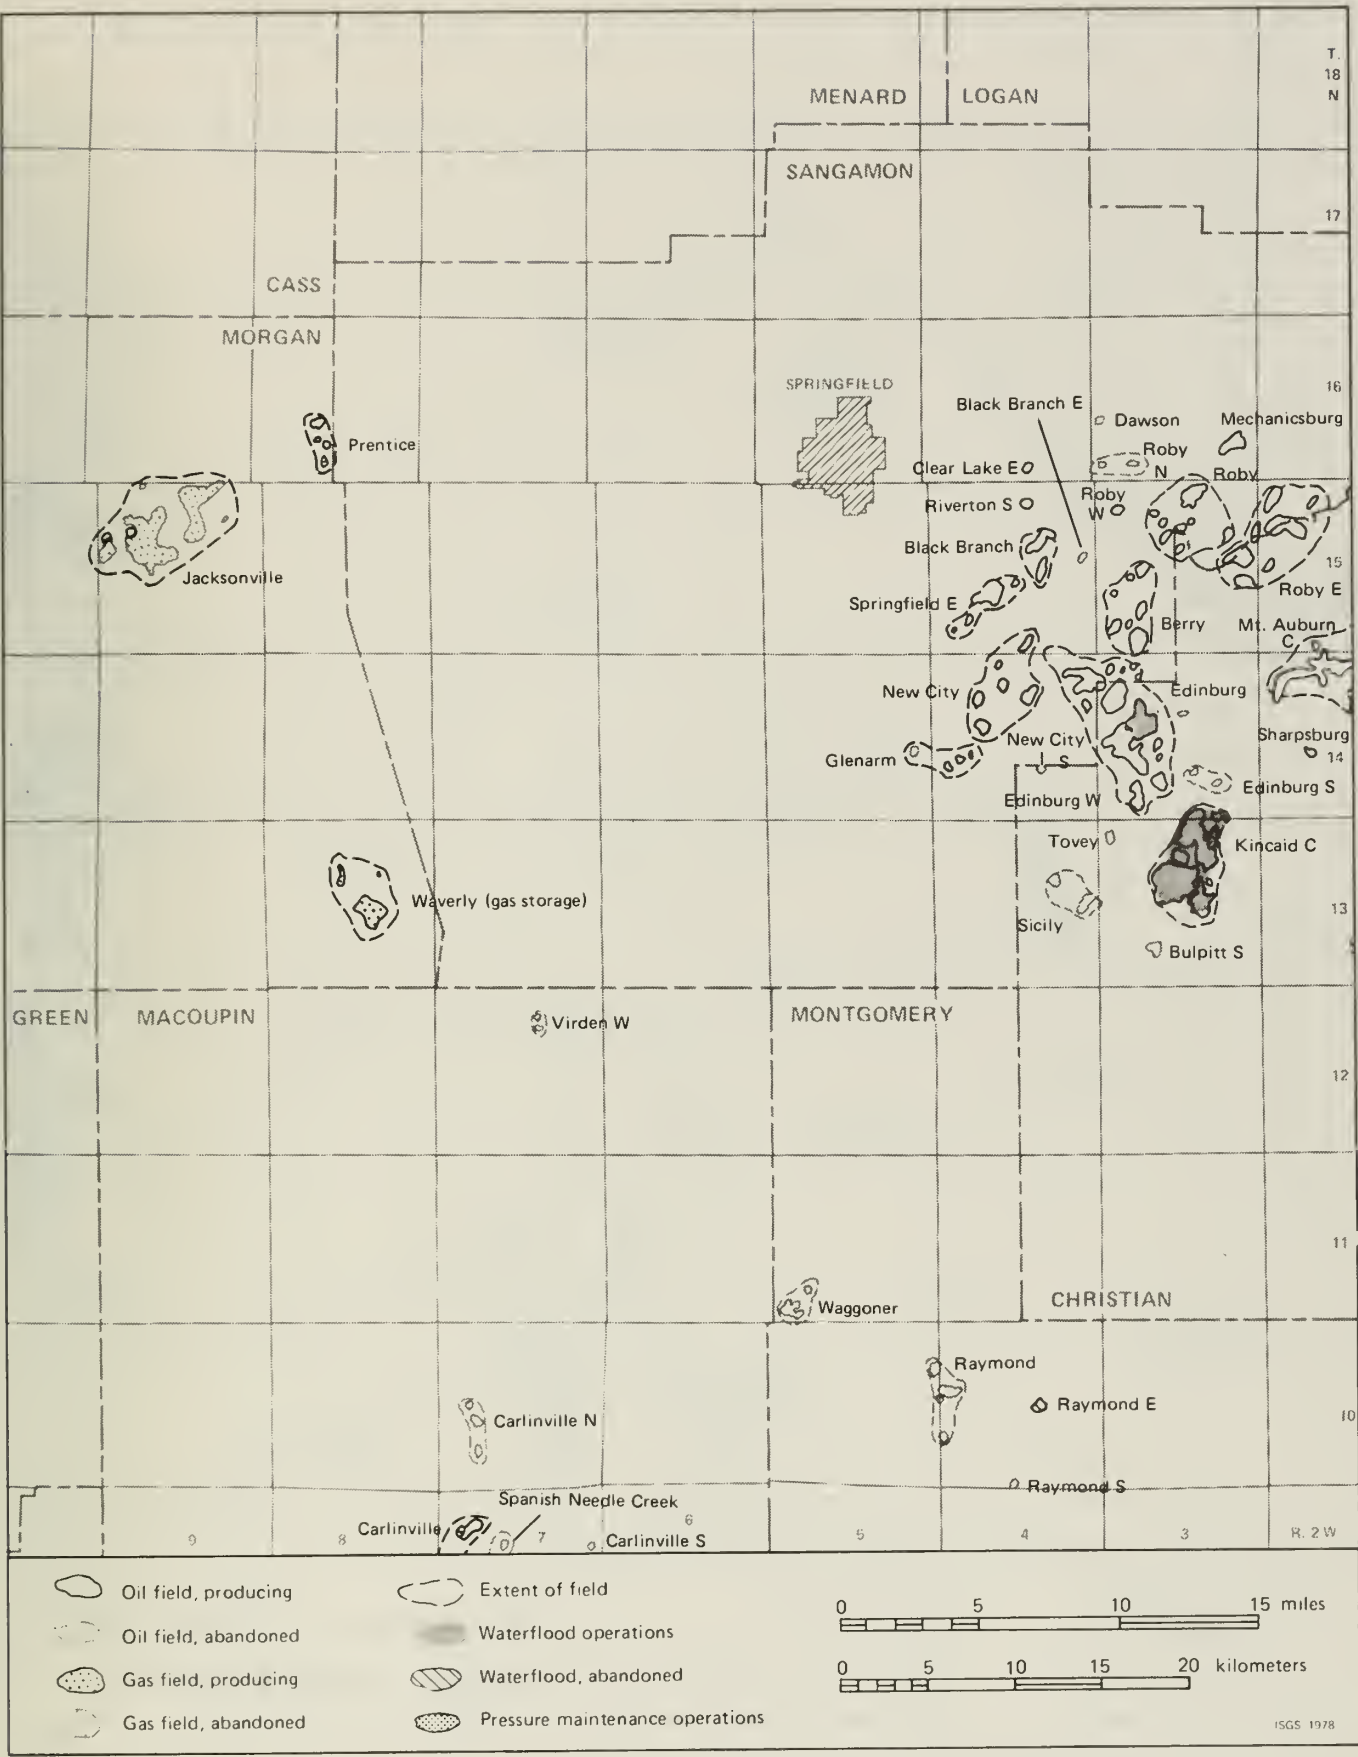 T.
18
N
MENARD
LOGAN
SANGAMON
17
CASS
MORGAN
SPRINGFIELD
16
Black Branch E
Dawson
Mechanicsburg
Prentice
Roby
N
Clear Lake E
Roby
Roby
W
Riverton S
Black Branch
15
Jacksonville
Roby E
Springfield E
Berry
Mt. Auburn
C
New City
Edinburg
New City
S
Sharpsburg
14
Glenarm
Edinburg S
Edinburg W
Tovey
Kincaid C
Waverly (gas storage)
13
Sicily
Bulpitt S
GREEN
MACOUPIN
MONTGOMERY
Virden W
12
11
CHRISTIAN
Waggoner
Raymond
Raymond E
10
Carlinville N
Raymond S
Spanish Needle Creek
Carlinville
Carlinville S
9
8
7
6
5
4
3
R. 2 W
Oil field, producing
Oil field, abandoned
Gas field, producing
Gas field, abandoned
Extent of field
Waterflood operations
Waterflood, abandoned
Pressure maintenance operations
0 5 10 15 miles
0 5 10 15 20 kilometers
ISGS 1978